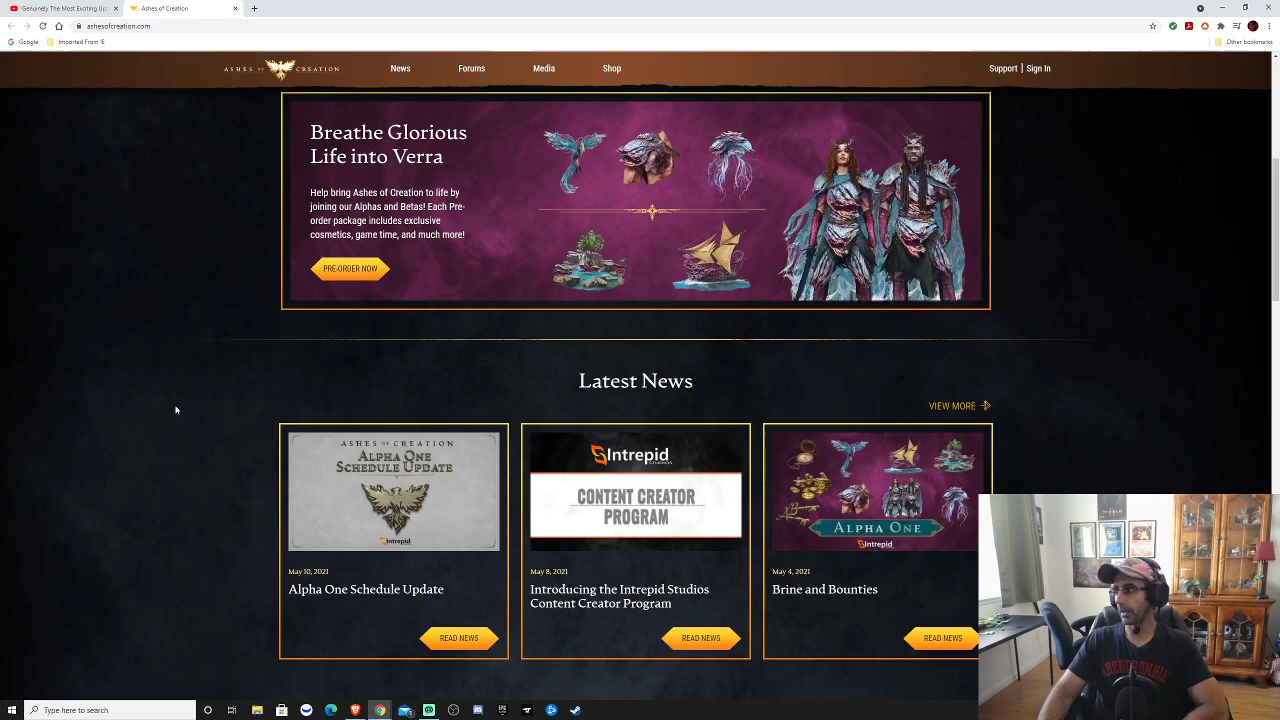 Genuinely The Most Exciting Up
Ashes of Creation
ashesofcreation.com
Google
Imported From IE
Other bookmarks
ASHES OF CREATION
News
Forums
Media
Shop
Support | Sign In
Breathe Glorious
Life into Verra
Help bring Ashes of Creation to life by
joining our Alphas and Betas! Each Pre-
order package includes exclusive
cosmetics, game time, and much more!
PRE-ORDER NOW
Latest News
VIEW MORE
ASHES OF CREATION
ALPHA ONE
SCHEDULE UPDATE
Intrepid
May 10, 2021
Alpha One Schedule Update
READ NEWS
Intrepid
STUDIOS
CONTENT CREATOR
PROGRAM
May 8, 2021
Introducing the Intrepid Studios
Content Creator Program
READ NEWS
ALPHA ONE
Intrepid
May 4, 2021
Brine and Bounties
READ NEWS
ABERCROMBIE
Type here to search